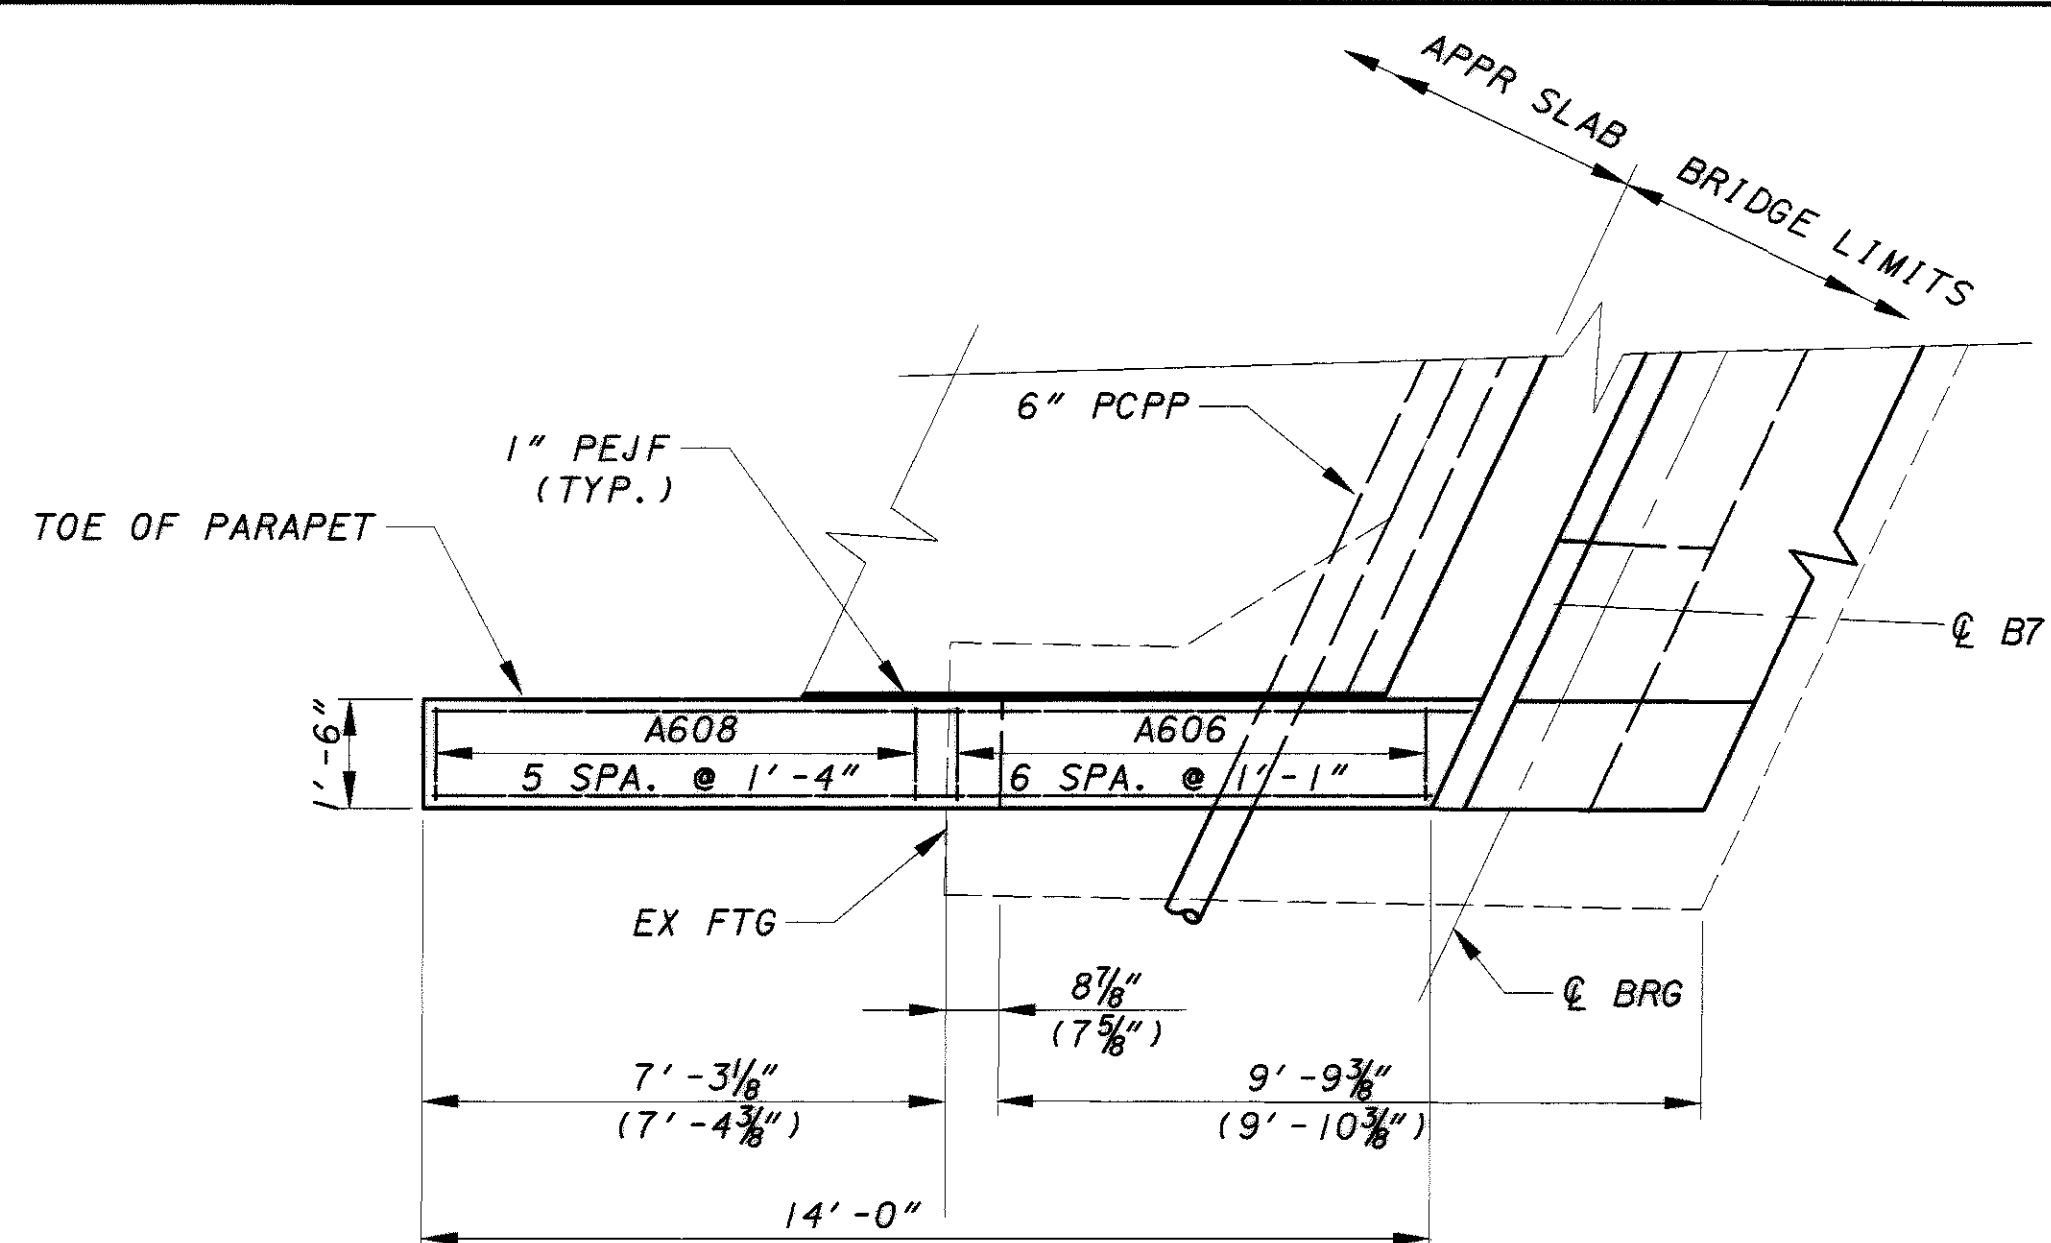 APPR SLAB
BRIDGE LIMITS
6" PCPP
1" PEJF
(TYP.)
TOE OF PARAPET
℄ B7
1'-6"
A608
5 SPA. @ 1'-4"
A606
6 SPA. @ 1'-1"
EX FTG
℄ BRG
8⅞"
(7⅝")
7'-3⅛"
(7'-4⅜")
9'-9⅜"
(9'-10⅜")
14'-0"